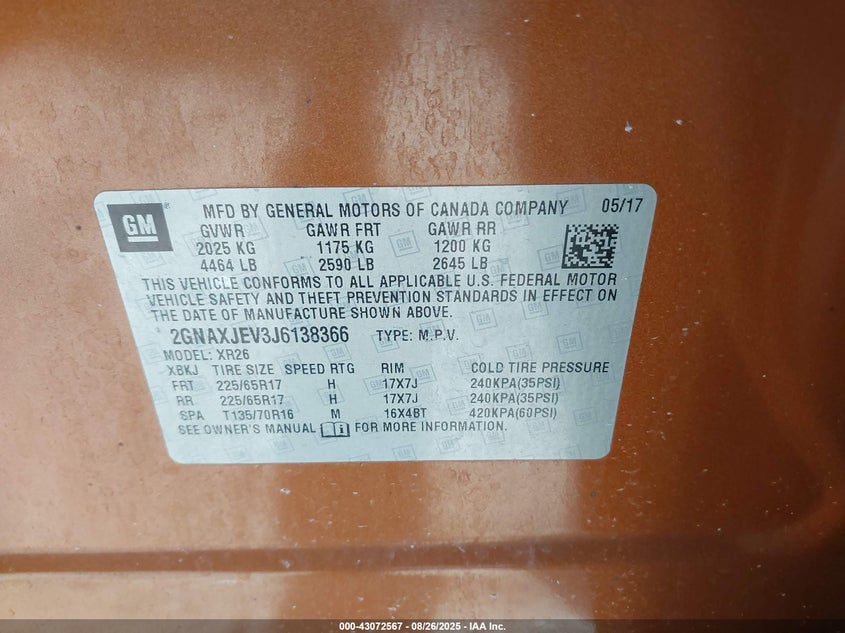 GM
MFD BY GENERAL MOTORS OF CANADA COMPANY 05/17
GVWR GAWR FRT GAWR RR
2025 KG 1175 KG 1200 KG
4464 LB 2590 LB 2645 LB
THIS VEHICLE CONFORMS TO ALL APPLICABLE U.S. FEDERAL MOTOR
VEHICLE SAFETY AND THEFT PREVENTION STANDARDS IN EFFECT ON
THE DATE OF MANUFACTURE SHOWN ABOVE.
2GNAXJEV3J6138366 TYPE: M.P.V.
MODEL: XR26
XBKJ TIRE SIZE SPEED RTG RIM COLD TIRE PRESSURE
FRT 225/65R17 H 17X7J 240KPA(35PSI)
RR 225/65R17 H 17X7J 240KPA(35PSI)
SPA T135/70R16 M 16X4BT 420KPA(60PSI)
SEE OWNER'S MANUAL i FOR MORE INFORMATION.
000-43072567 - 08/26/2025 - IAA Inc.